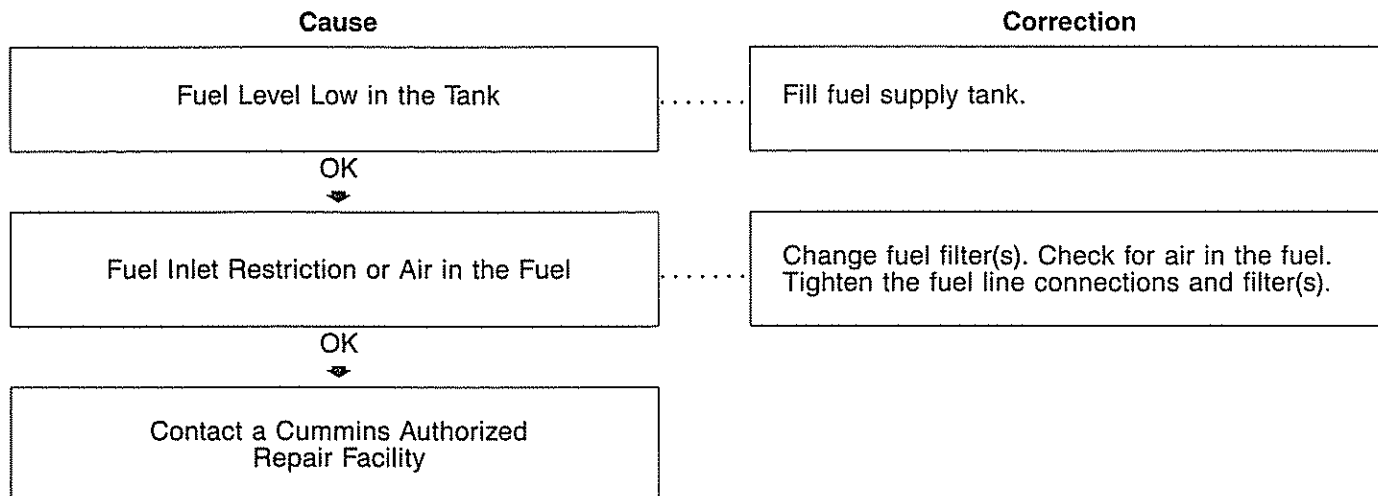 Cause
Correction
Fuel Level Low in the Tank
Fill fuel supply tank.
OK
Fuel Inlet Restriction or Air in the Fuel
Change fuel filter(s). Check for air in the fuel.
Tighten the fuel line connections and filter(s).
OK
Contact a Cummins Authorized
Repair Facility